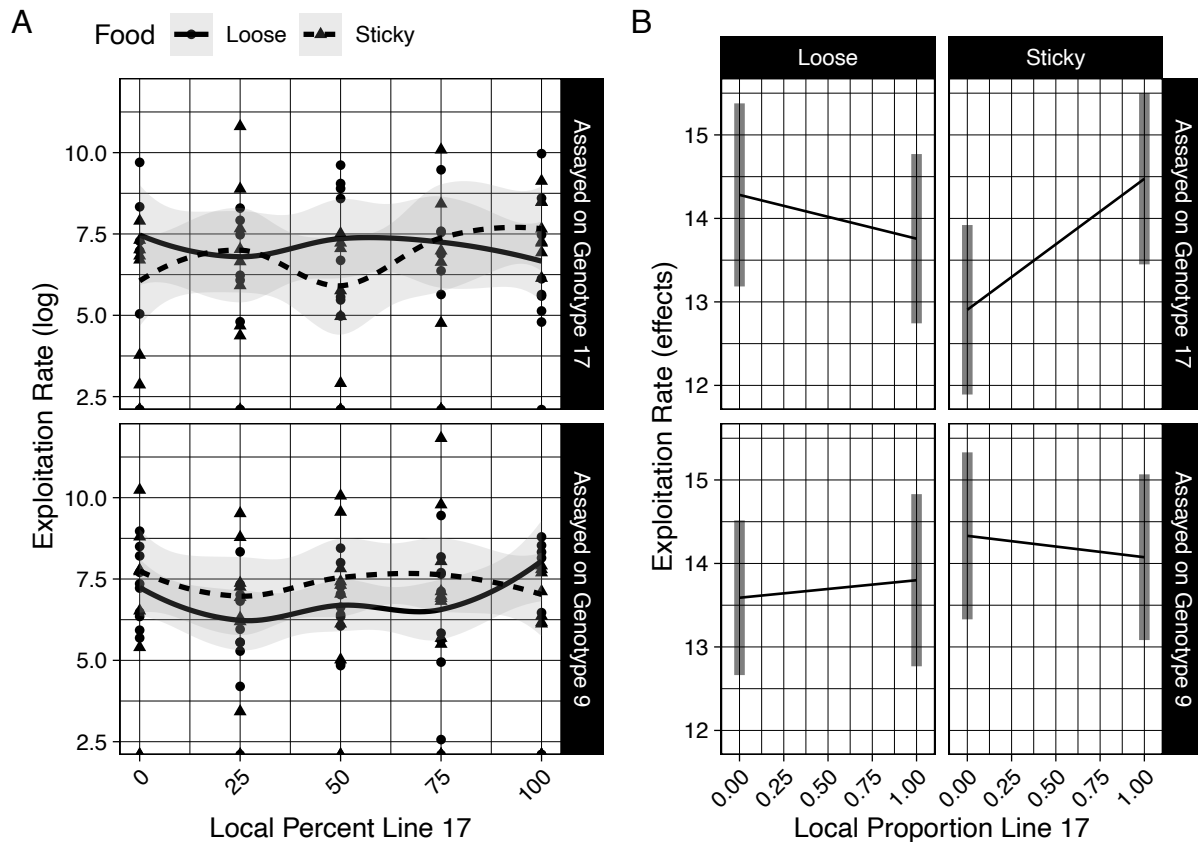 A
Food Loose Sticky
Exploitation Rate (log)
10.0
7.5
5.0
2.5
Assayed on Genotype 17
10.0
7.5
5.0
2.5
Assayed on Genotype 9
0 25 50 75 100
Local Percent Line 17
B
Loose Sticky
Exploitation Rate (effects)
15
14
13
12
Assayed on Genotype 17
15
14
13
12
Assayed on Genotype 9
0.00 0.25 0.50 0.75 1.00 0.00 0.25 0.50 0.75 1.00
Local Proportion Line 17